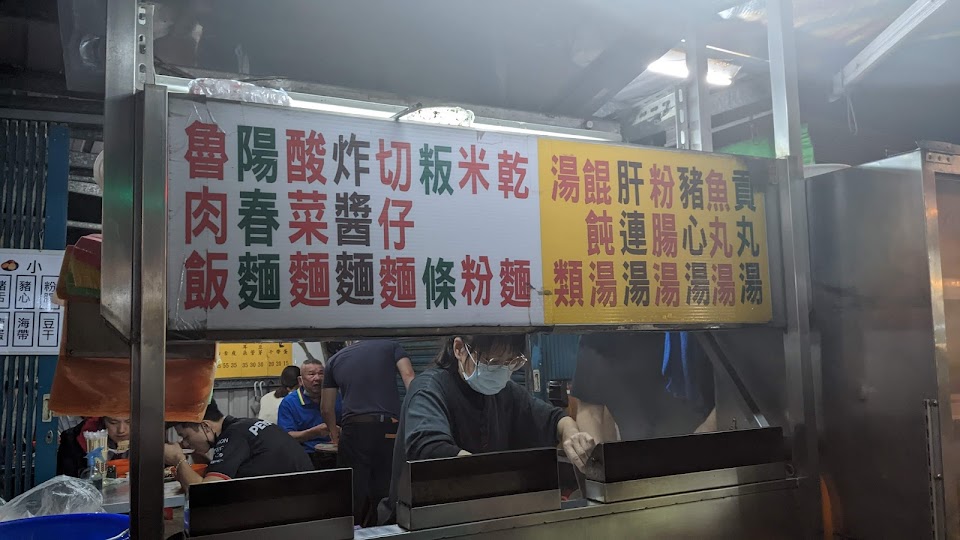 魯肉飯
陽春麵
酸菜麵
炸醬麵
切仔麵
粄條
米粉
乾麵
湯類
餛飩湯
肝連湯
粉腸湯
豬心湯
魚丸湯
貢丸湯
小
豬心
粉腸
海帶
豆干